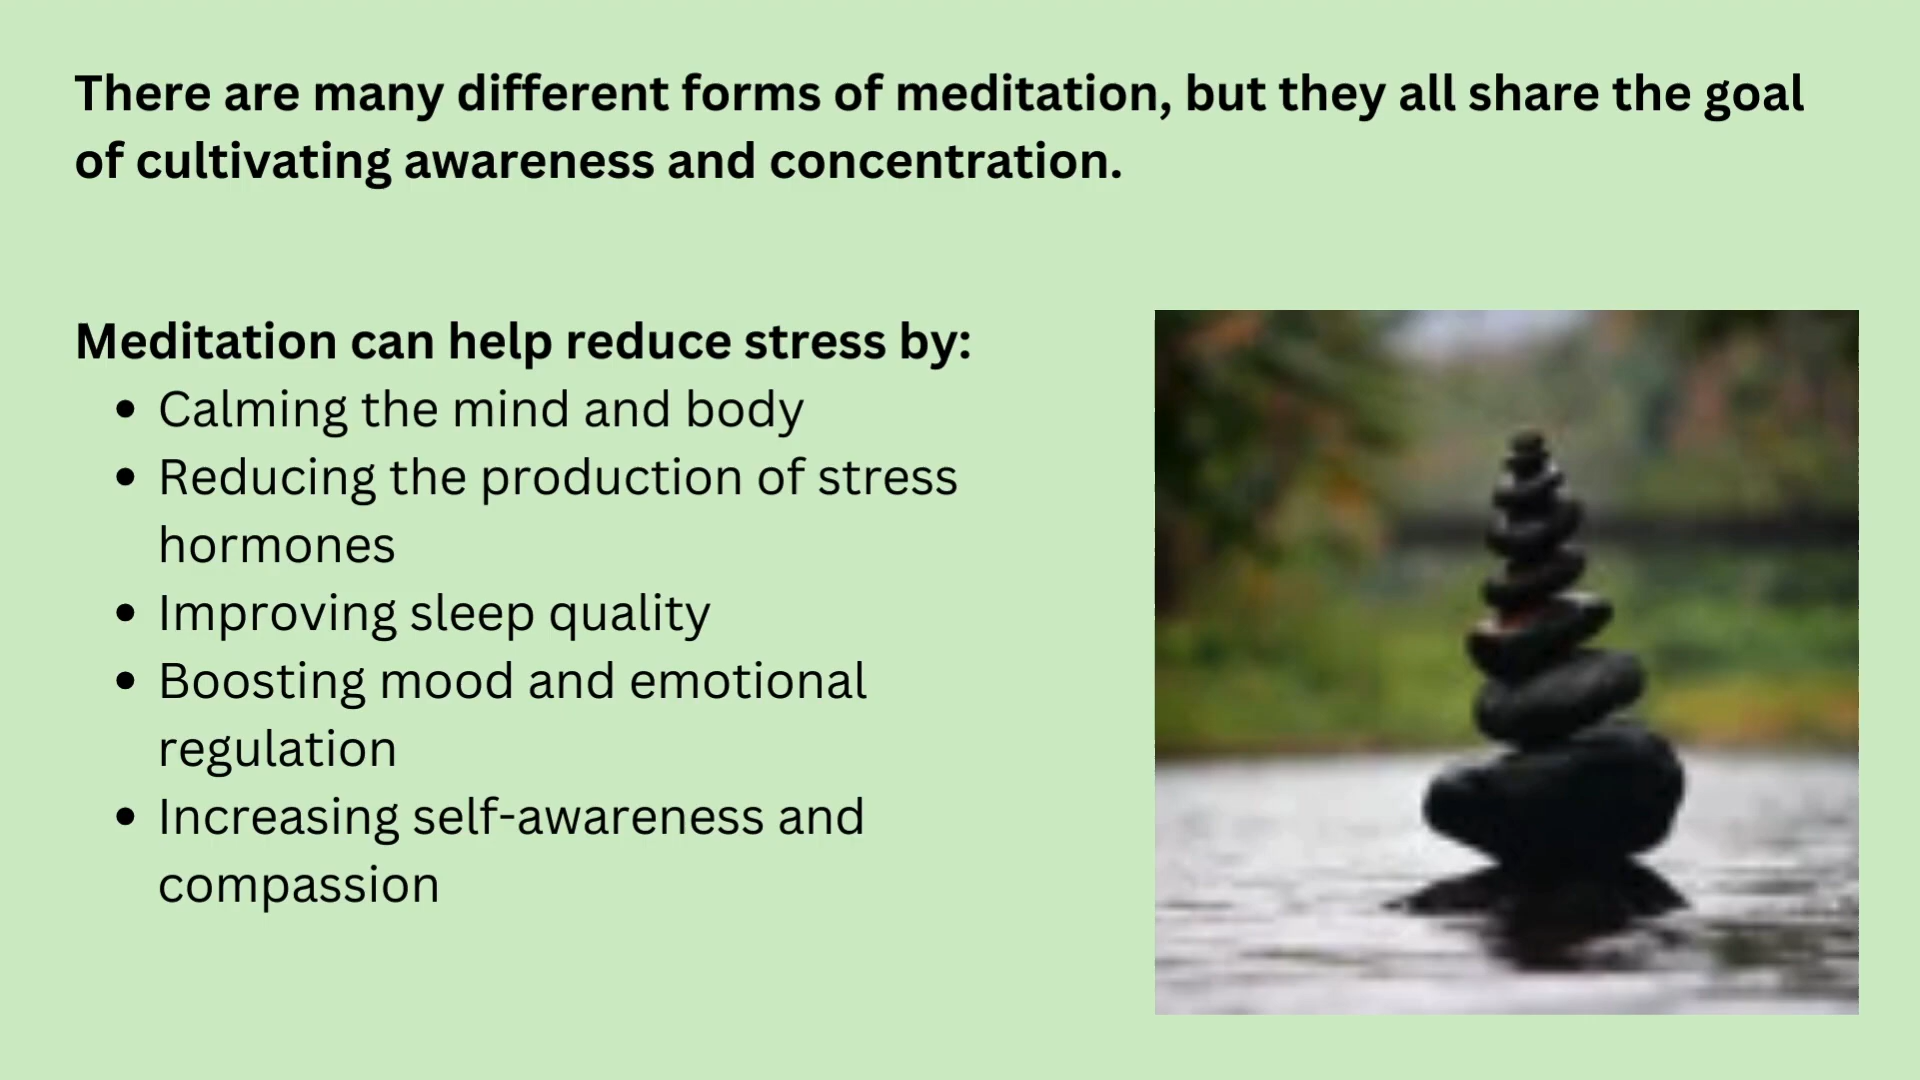 There are many different forms of meditation, but they all share the goal
of cultivating awareness and concentration.
Meditation can help reduce stress by:
• Calming the mind and body
• Reducing the production of stress
hormones
• Improving sleep quality
• Boosting mood and emotional
regulation
• Increasing self-awareness and
compassion